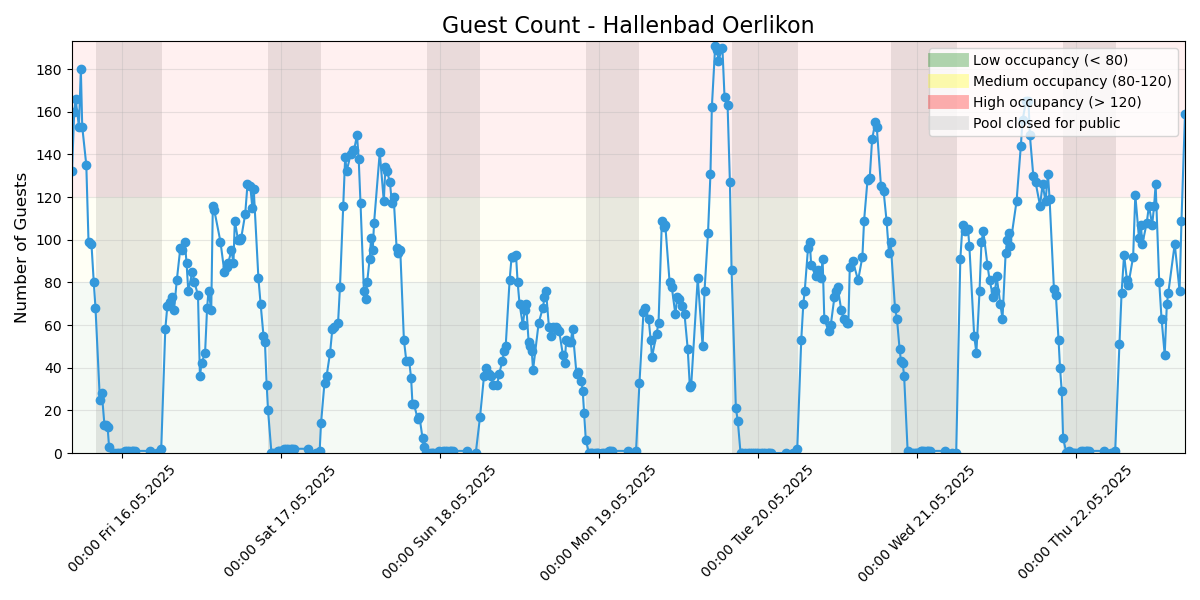 Guest Count - Hallenbad Oerlikon
Number of Guests
180
160
140
120
100
80
60
40
20
0
Low occupancy (< 80)
Medium occupancy (80-120)
High occupancy (> 120)
Pool closed for public
00:00 Fri 16.05.2025
00:00 Sat 17.05.2025
00:00 Sun 18.05.2025
00:00 Mon 19.05.2025
00:00 Tue 20.05.2025
00:00 Wed 21.05.2025
00:00 Thu 22.05.2025